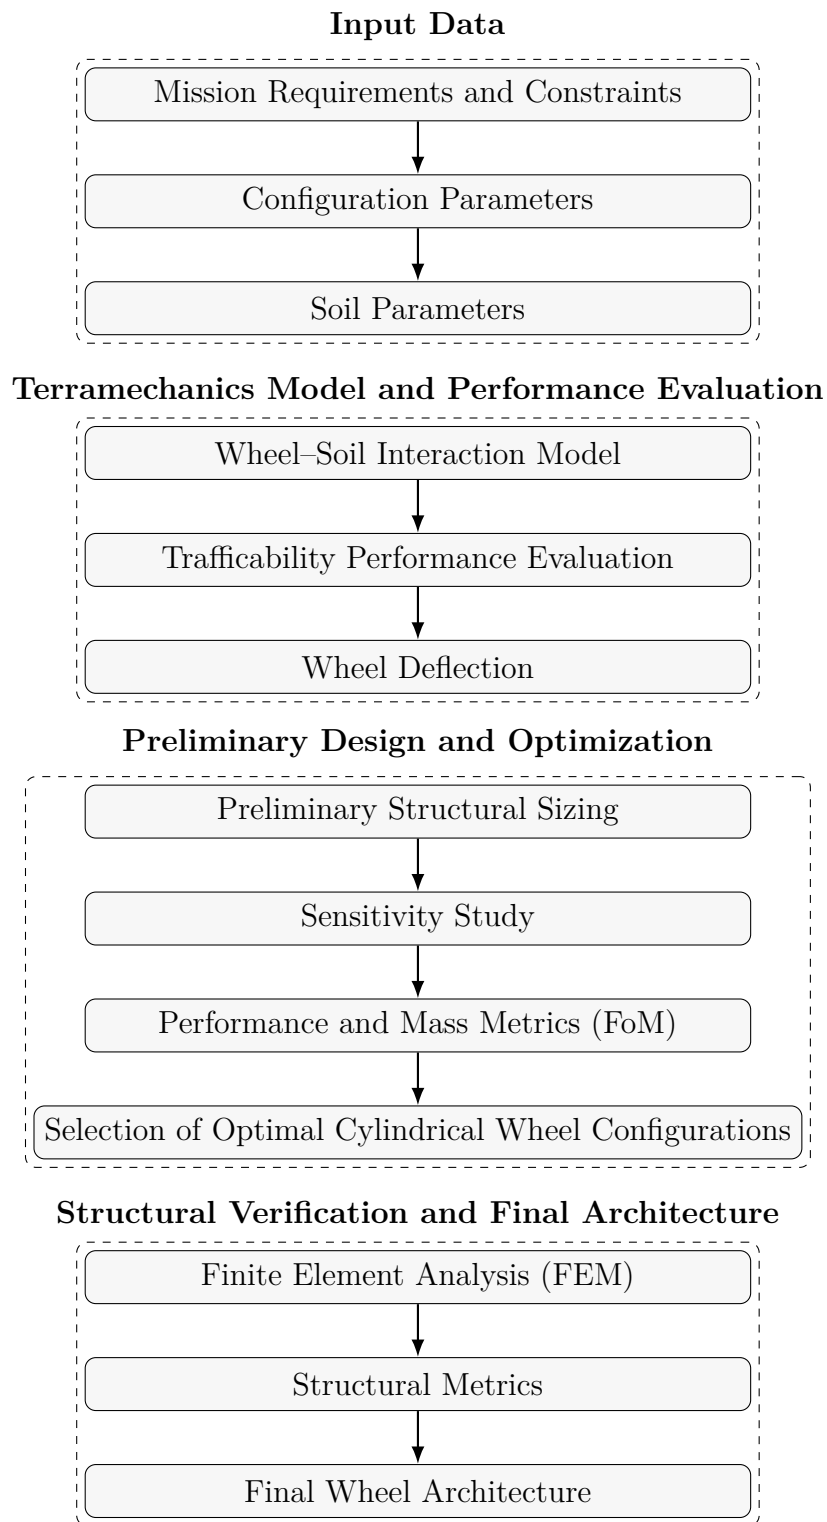 Input Data
Mission Requirements and Constraints
Configuration Parameters
Soil Parameters
Terramechanics Model and Performance Evaluation
Wheel–Soil Interaction Model
Trafficability Performance Evaluation
Wheel Deflection
Preliminary Design and Optimization
Preliminary Structural Sizing
Sensitivity Study
Performance and Mass Metrics (FoM)
Selection of Optimal Cylindrical Wheel Configurations
Structural Verification and Final Architecture
Finite Element Analysis (FEM)
Structural Metrics
Final Wheel Architecture